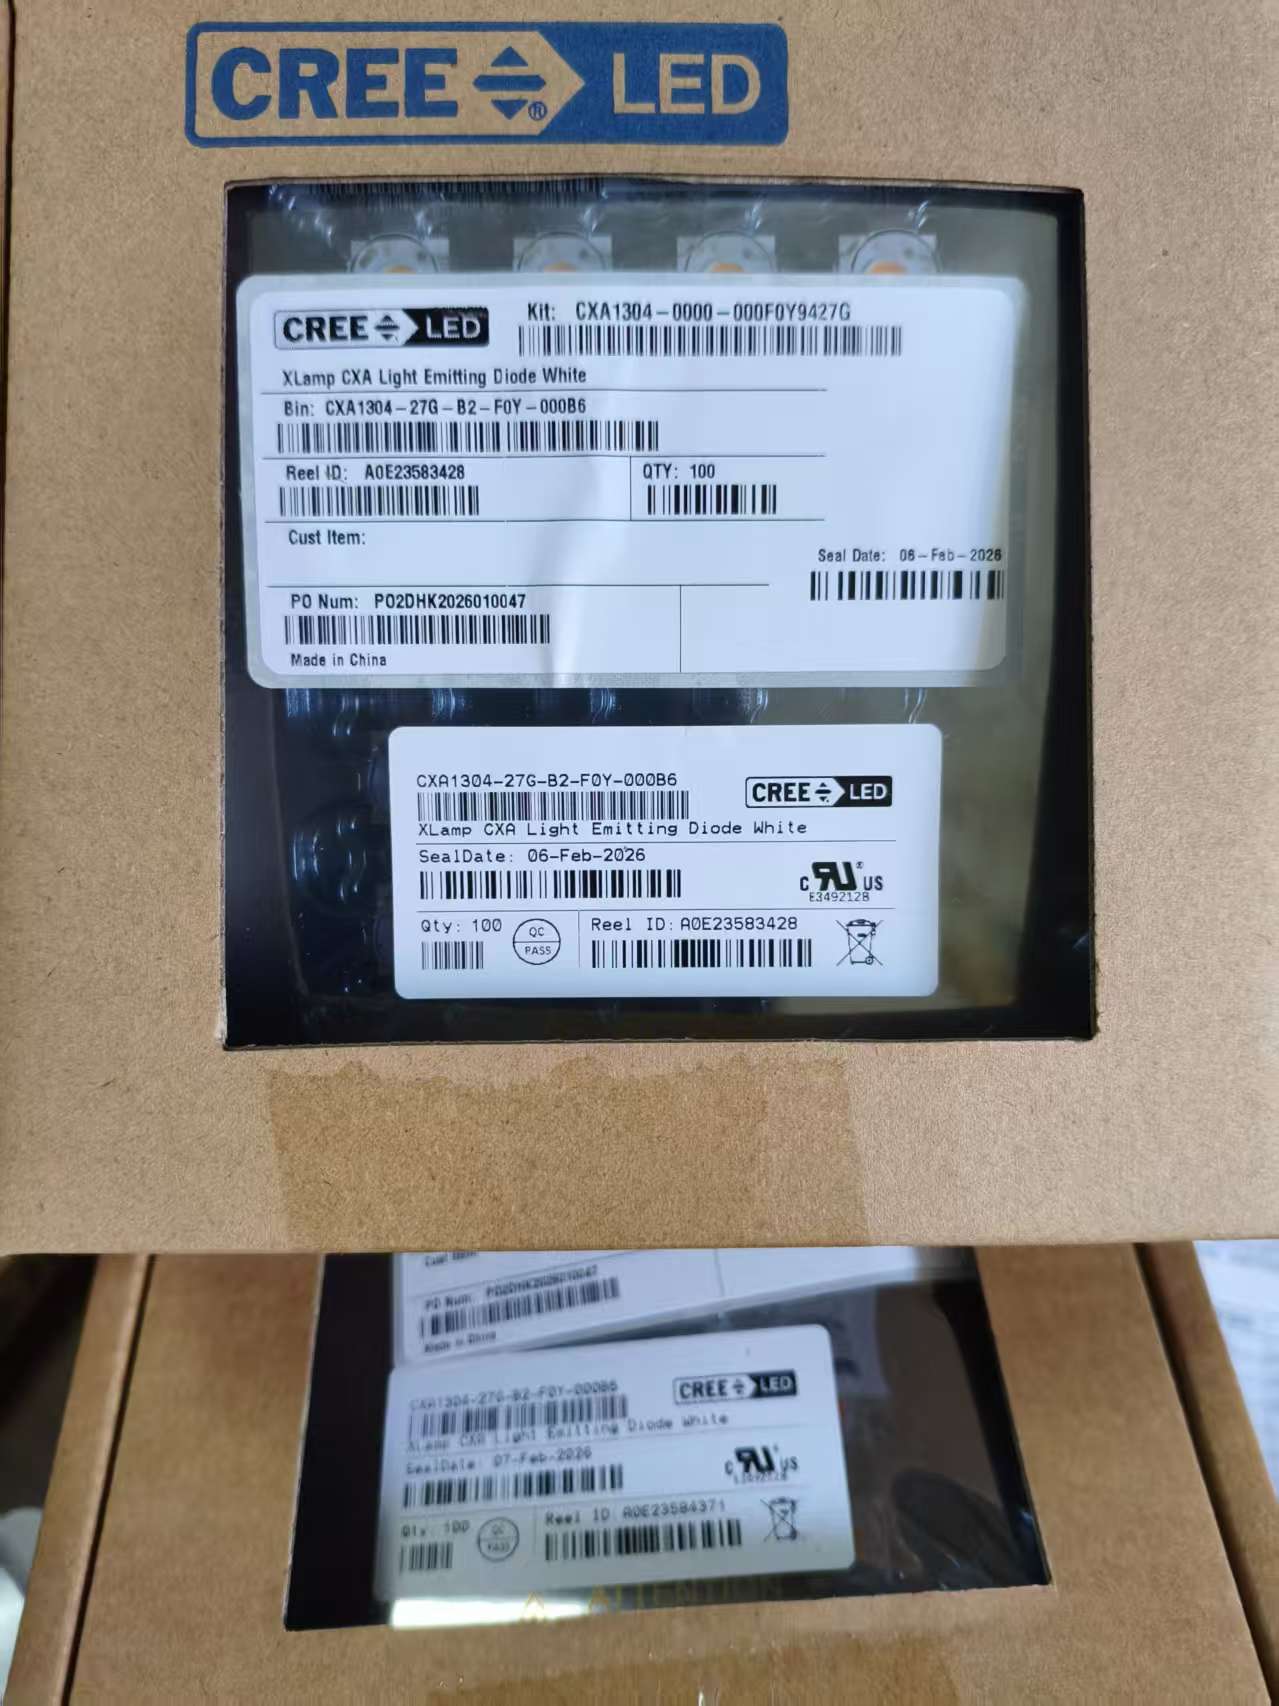 CREE LED
CREE LED
Kit: CXA1304-0000-000F0Y9427G
XLamp CXA Light Emitting Diode White
Bin: CXA1304-27G-B2-F0Y-000B6
Reel ID: A0E23583428
QTY: 100
Cust Item:
Seal Date: 06-Feb-2026
PO Num: PO2DHK2026010047
Made in China
CXA1304-27G-B2-F0Y-000B6
CREE LED
XLamp CXA Light Emitting Diode White
SealDate: 06-Feb-2026
C RU US
E349212B
Qty: 100
QC
PASS
Reel ID: A0E23583428
PO Num: PO2DHK2026010047
Made in China
CXA1304-27G-B2-F0Y-000B6
CREE LED
XLamp CXA Light Emitting Diode White
SealDate: 07-Feb-2026
C RU US
Qty: 100
QC
PASS
Reel ID A0E23584371
ATTENTION